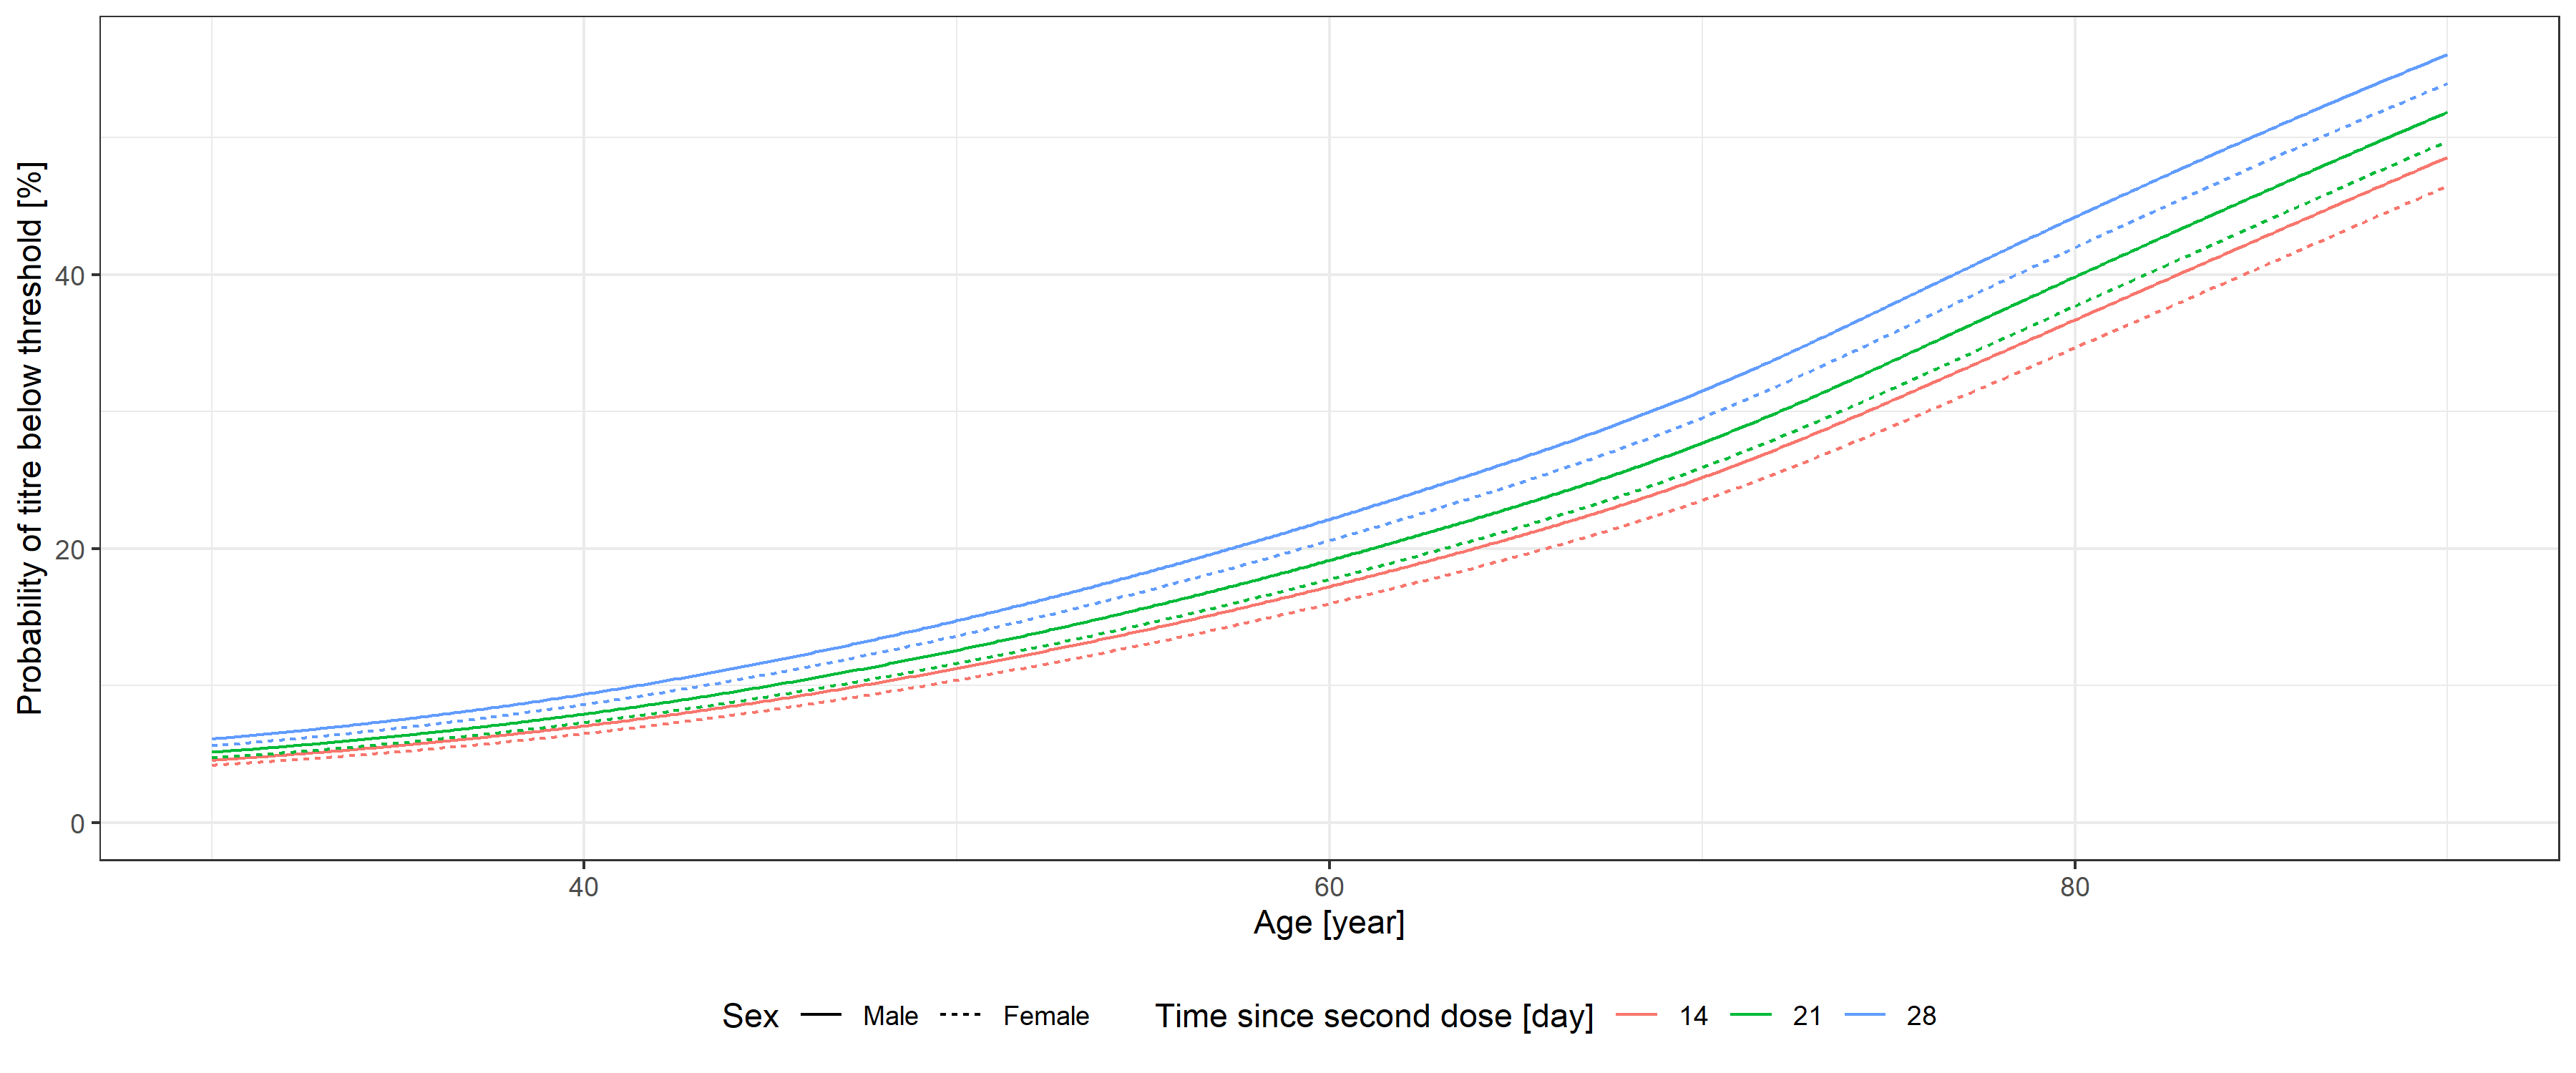 Probability of titre below threshold [%]
40
20
0
40 60 80
Age [year]
Sex Male Female Time since second dose [day] 14 21 28